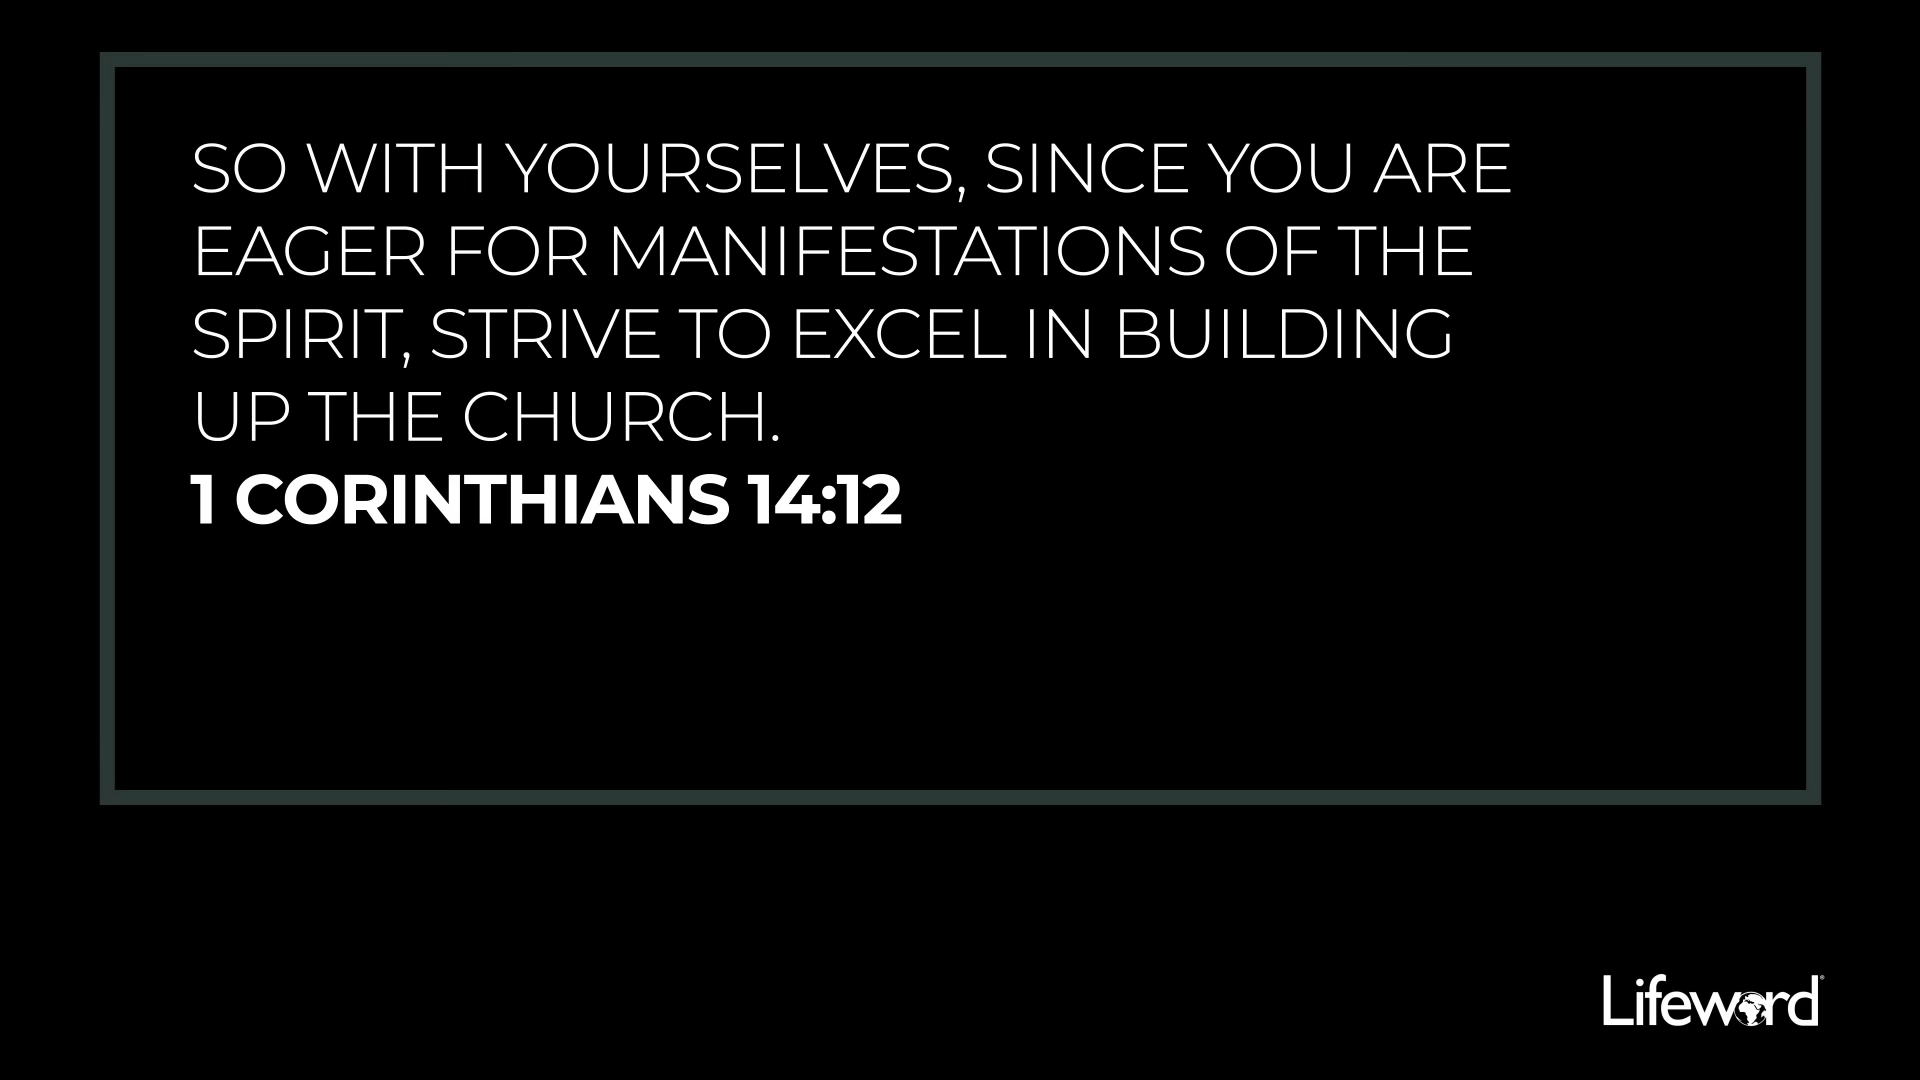 SO WITH YOURSELVES, SINCE YOU ARE
EAGER FOR MANIFESTATIONS OF THE
SPIRIT, STRIVE TO EXCEL IN BUILDING
UP THE CHURCH.
1 CORINTHIANS 14:12
Lifeword®